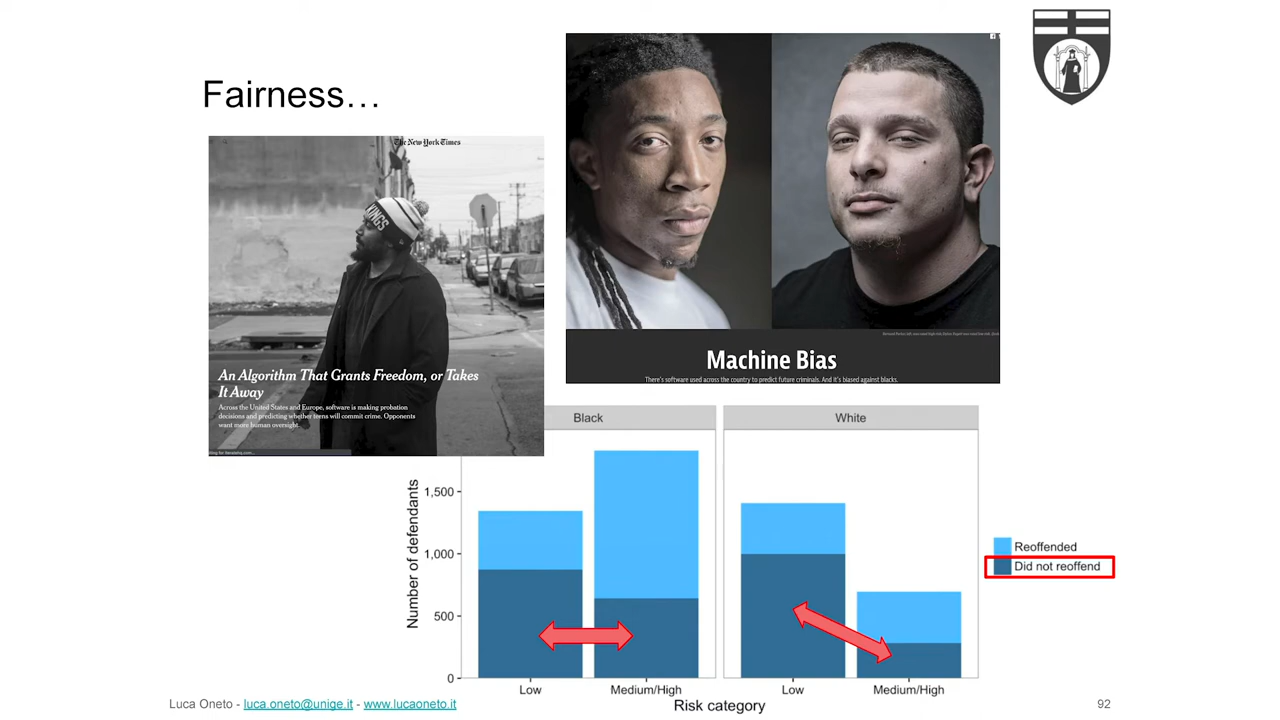 Fairness…
The New York Times
An Algorithm That Grants Freedom, or Takes
It Away
Across the United States and Europe, software is making probation
decisions and predicting whether teens will commit crime. Opponents
want more human oversight.
KINGS
Machine Bias
There's software used across the country to predict future criminals. And it's biased against blacks.
Black
White
Number of defendants
1,500
1,000
500
0
Low
Medium/High
Low
Medium/High
Risk category
Reoffended
Did not reoffend
Luca Oneto - luca.oneto@unige.it - www.lucaoneto.it
92